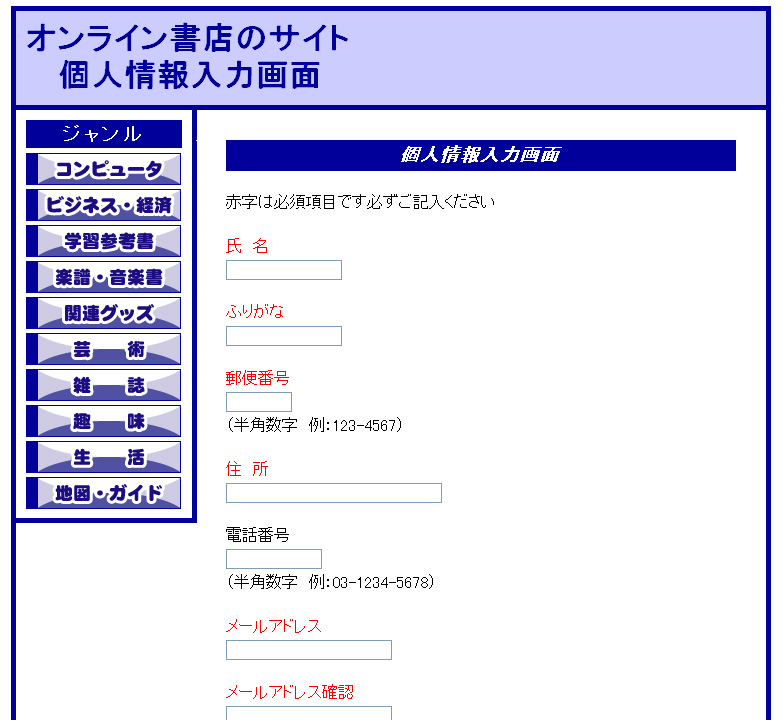 オンライン書店のサイト
個人情報入力画面
ジャンル
コンピュータ
ビジネス・経済
学習参考書
楽譜・音楽書
関連グッズ
芸　術
雑　誌
趣　味
生　活
地図・ガイド
個人情報入力画面
赤字は必須項目です必ずご記入ください
氏　名
ふりがな
郵便番号
（半角数字　例：123-4567）
住　所
電話番号
（半角数字　例：03-1234-5678）
メールアドレス
メールアドレス確認